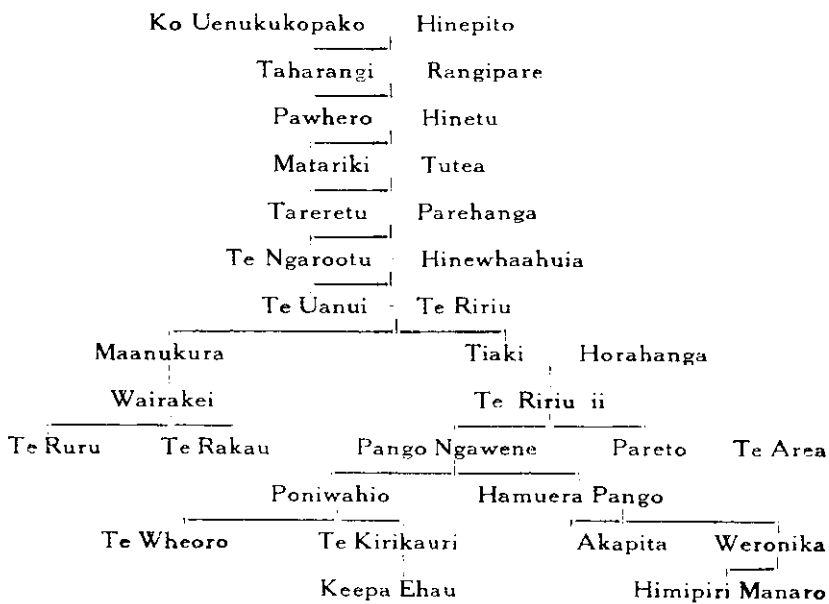 Ko Uenukukopako Hinepito
Taharangi Rangipare
Pawhero Hinetu
Matariki Tutea
Tareretu Parehanga
Te Ngarootu Hinewhaahuia
Te Uanui - Te Ririu
Maanukura Tiaki Horahanga
Wairakei Te Ririu ii
Te Ruru Te Rakau Pango Ngawene Pareto Te Area
Poniwahio Hamuera Pango
Te Wheoro Te Kirikauri Akapita Weronika
Keepa Ehau Himipiri Manaro